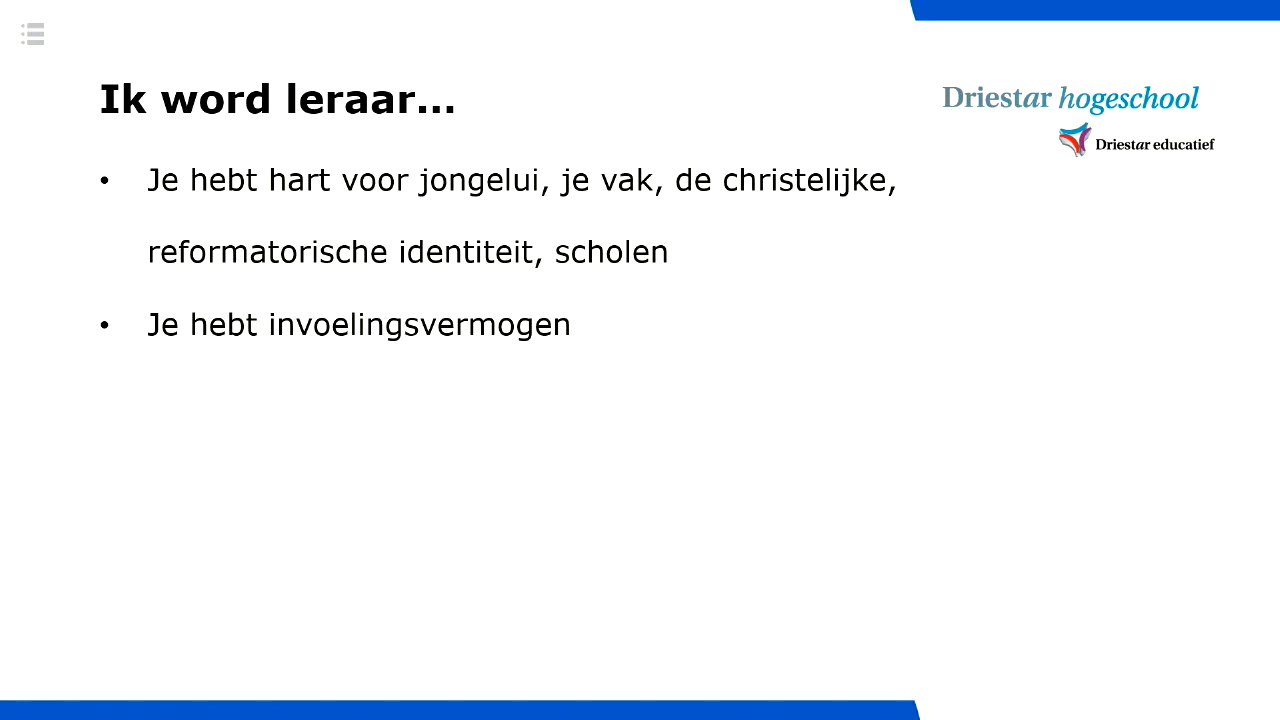 Ik word leraar...
Driestar hogeschool
Driestar educatief
• Je hebt hart voor jongelui, je vak, de christelijke,
reformatorische identiteit, scholen
• Je hebt invoelingsvermogen